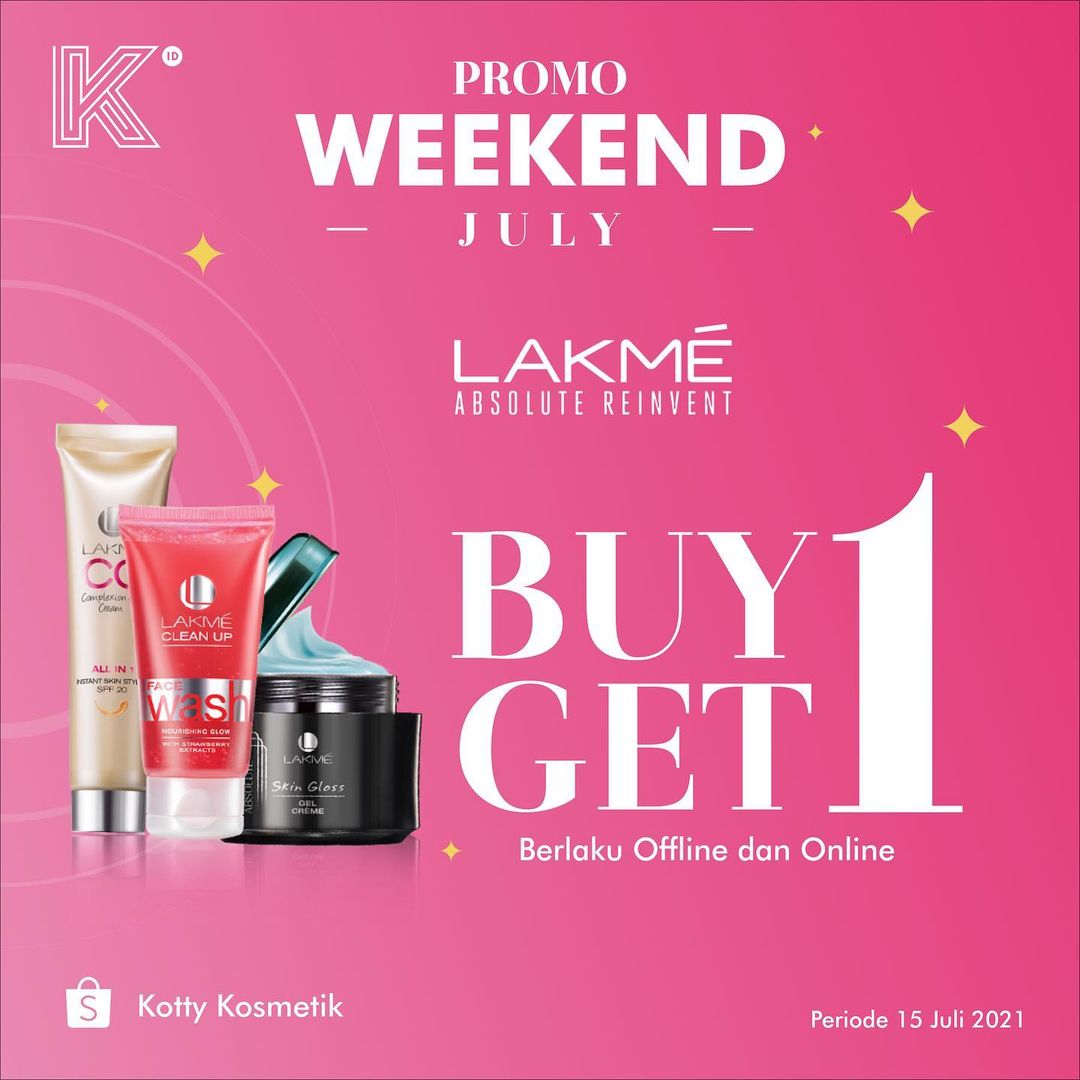 K ID
PROMO
WEEKEND
JULY
LAKMÉ
ABSOLUTE REINVENT
BUY 1
GET 1
Berlaku Offline dan Online
CC
Complexion
Cream
ALL IN 1
INSTANT SKIN
SPF 20
LAKMÉ
CLEAN UP
FACE
wash
NOURISHING GLOW
WITH STRAWBERRY
EXTRACTS
LAKMÉ
Skin Gloss
GEL
CRÈME
S Kotty Kosmetik
Periode 15 Juli 2021